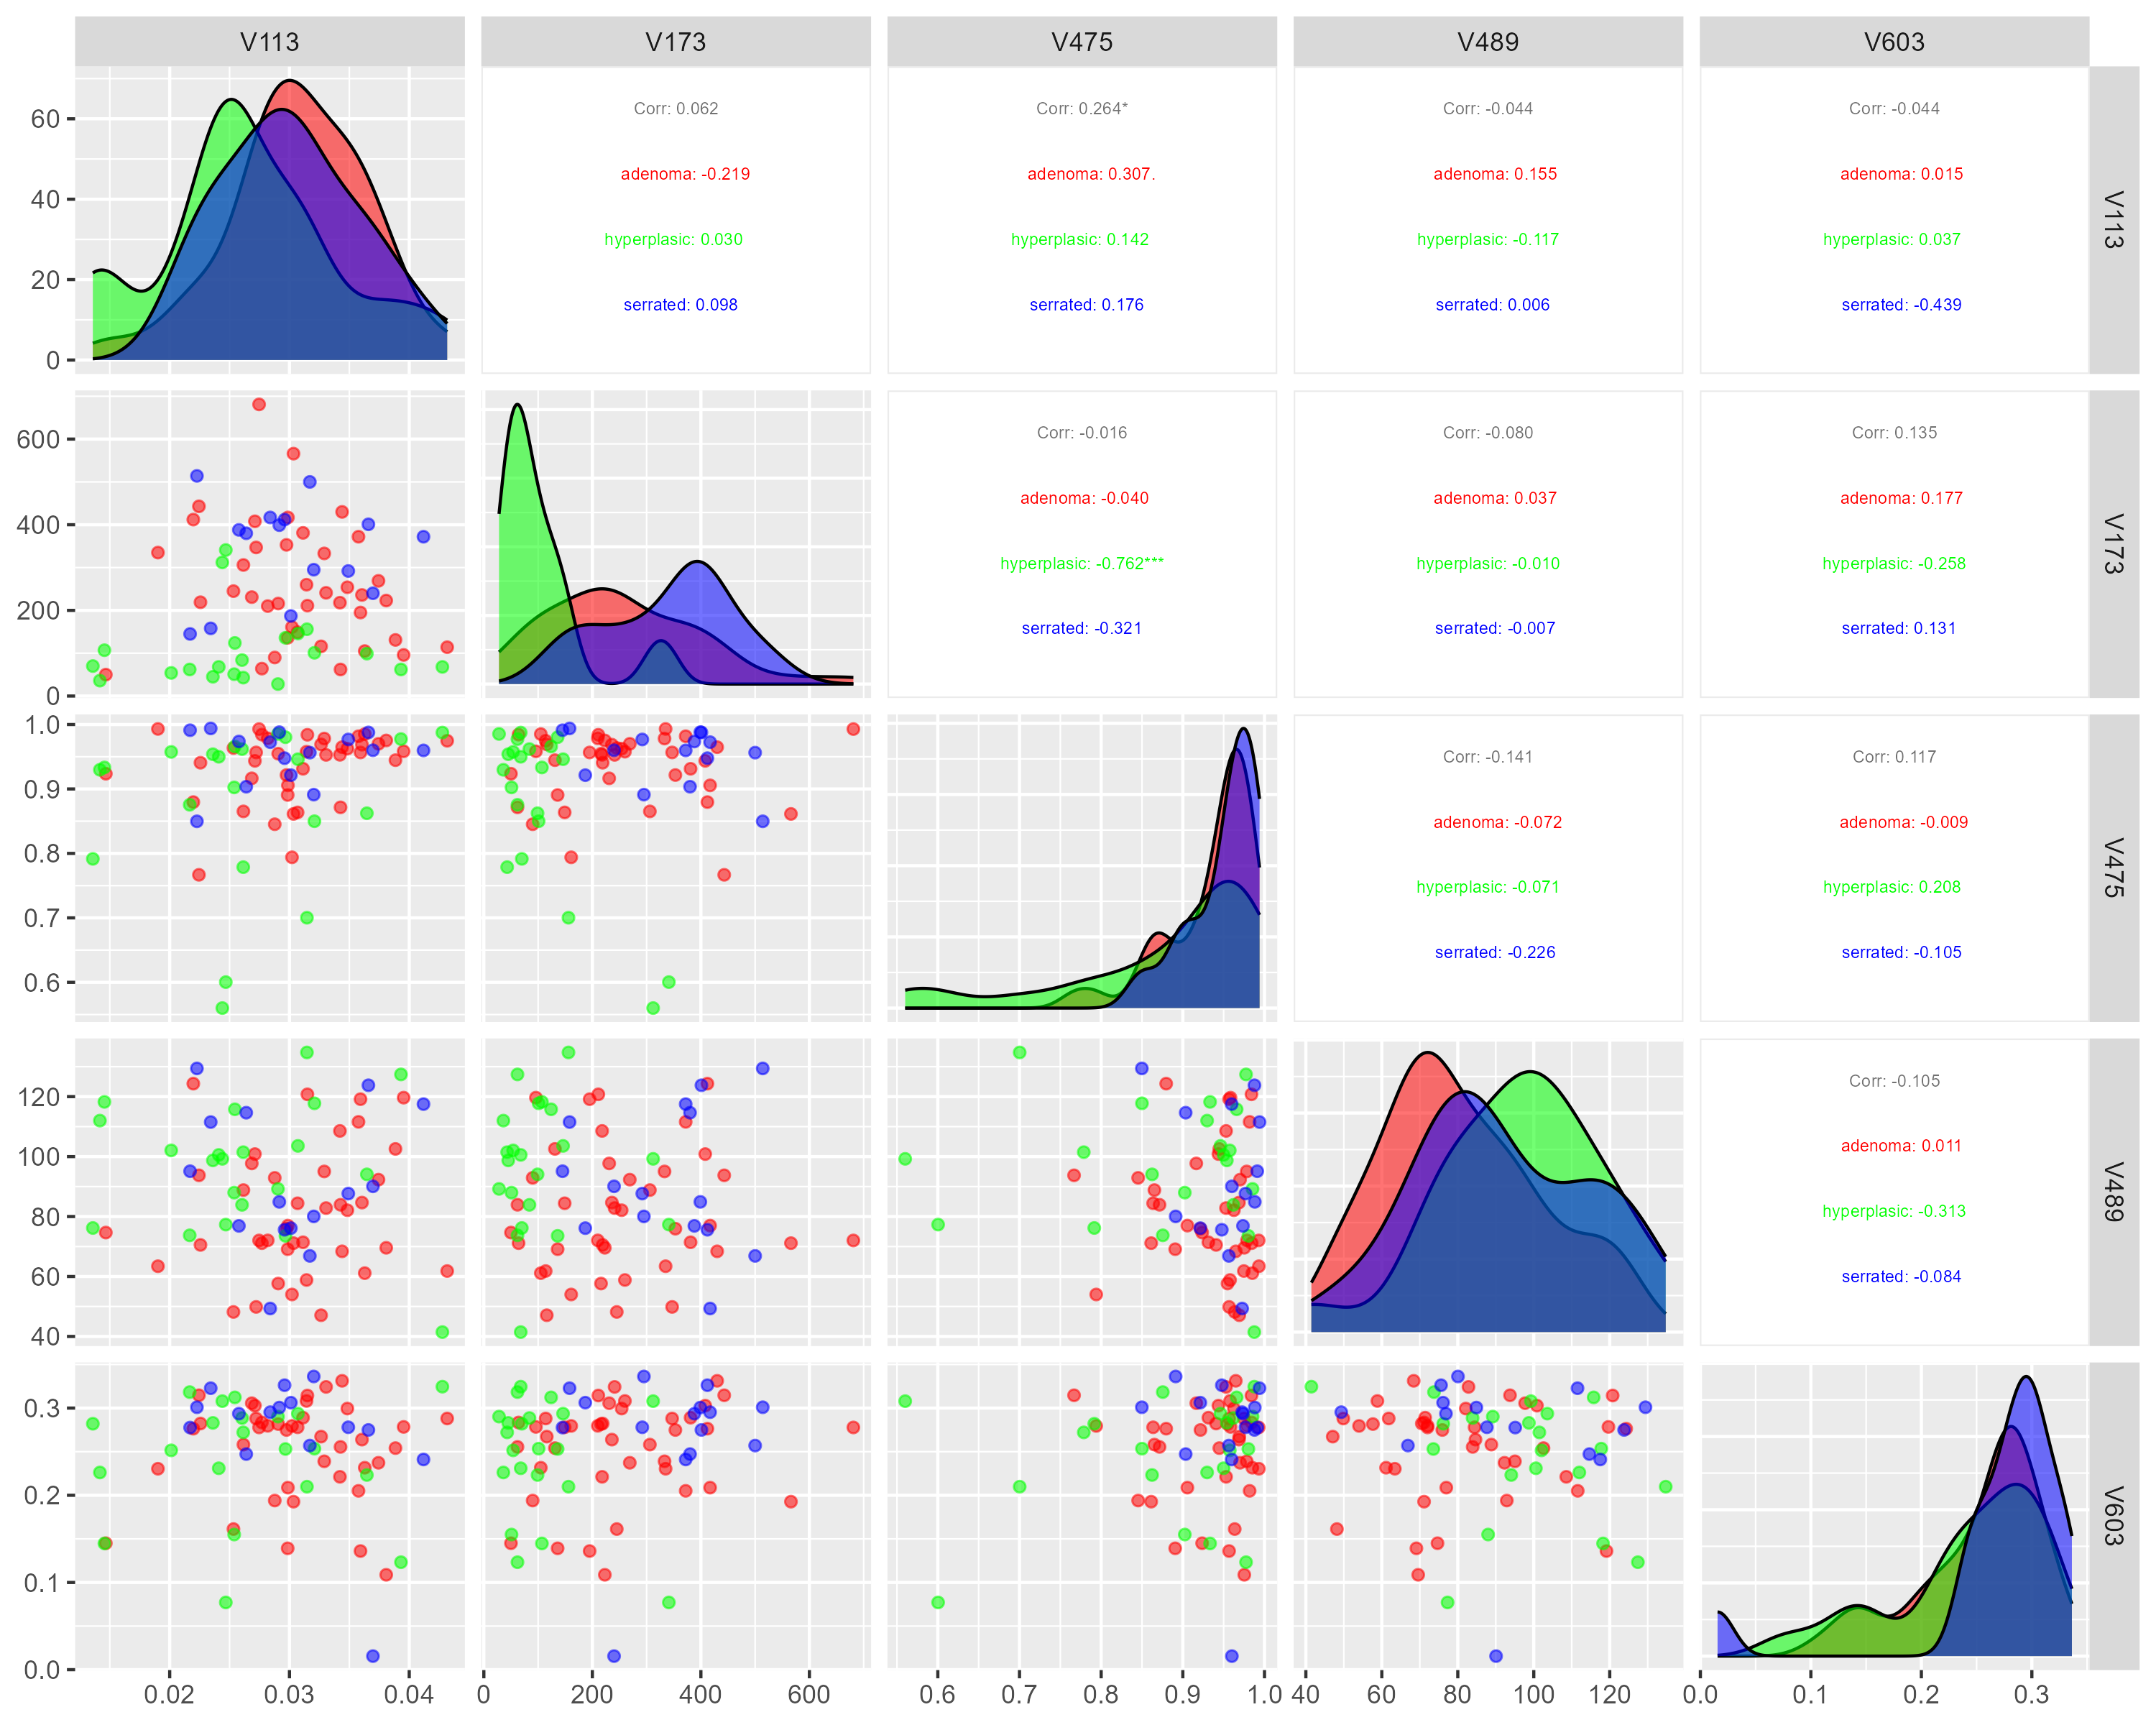 V113 V173 V475 V489 V603
60
40
20
0
Corr: 0.062
adenoma: -0.219
hyperplasic: 0.030
serrated: 0.098
Corr: 0.264*
adenoma: 0.307.
hyperplasic: 0.142
serrated: 0.176
Corr: -0.044
adenoma: 0.155
hyperplasic: -0.117
serrated: 0.006
Corr: -0.044
adenoma: 0.015
hyperplasic: 0.037
serrated: -0.439
V113
600
400
200
0
Corr: -0.016
adenoma: -0.040
hyperplasic: -0.762***
serrated: -0.321
Corr: -0.080
adenoma: 0.037
hyperplasic: -0.010
serrated: -0.007
Corr: 0.135
adenoma: 0.177
hyperplasic: -0.258
serrated: 0.131
V173
1.0
0.9
0.8
0.7
0.6
Corr: -0.141
adenoma: -0.072
hyperplasic: -0.071
serrated: -0.226
Corr: 0.117
adenoma: -0.009
hyperplasic: 0.208
serrated: -0.105
V475
120
100
80
60
40
Corr: -0.105
adenoma: 0.011
hyperplasic: -0.313
serrated: -0.084
V489
0.3
0.2
0.1
0.0
V603
0.02 0.03 0.04 0 200 400 600 0.6 0.7 0.8 0.9 1.0 40 60 80 100 120 0.0 0.1 0.2 0.3